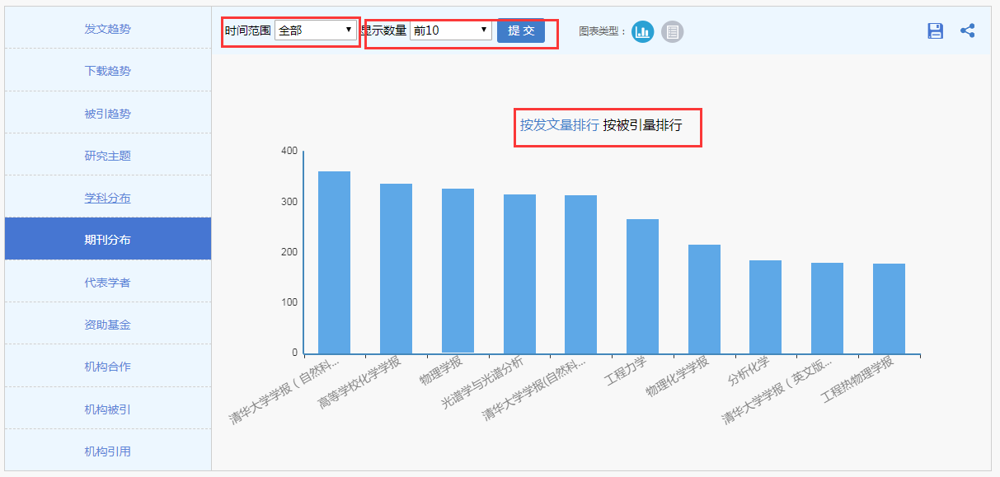 发文趋势
下载趋势
被引趋势
研究主题
学科分布
期刊分布
代表学者
资助基金
机构合作
机构被引
机构引用
时间范围 全部 显示数量 前10 提 交 图表类型：
按发文量排行 按被引量排行
400
300
200
100
0
清华大学学报（自然科...
高等学校化学学报
物理学报
光谱学与光谱分析
清华大学学报(自然科...
工程力学
物理化学学报
分析化学
清华大学学报（英文版...
工程热物理学报